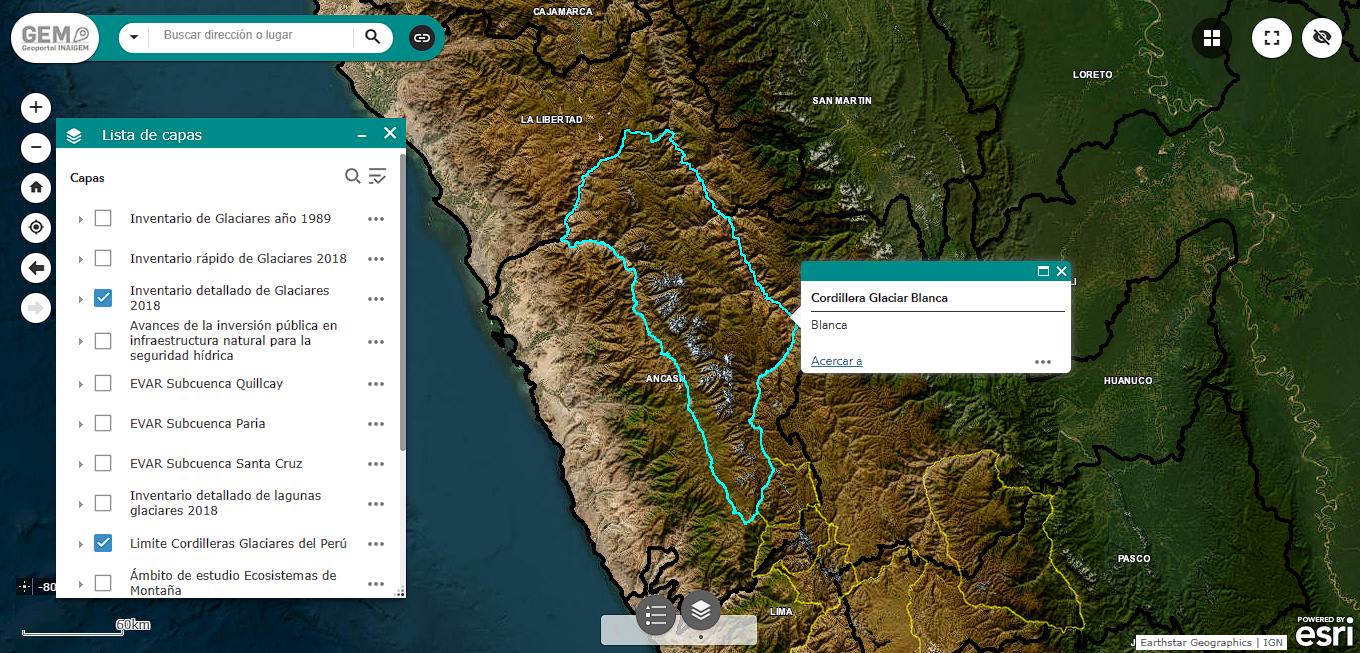 GEM
Geoportal INAIGEM
Buscar dirección o lugar
CAJAMARCA
LORETO
SAN MARTIN
LA LIBERTAD
Lista de capas
Capas
Inventario de Glaciares año 1989
Inventario rápido de Glaciares 2018
Inventario detallado de Glaciares
2018
Avances de la inversión pública en
infraestructura natural para la
seguridad hídrica
EVAR Subcuenca Quillcay
EVAR Subcuenca Paria
EVAR Subcuenca Santa Cruz
Inventario detallado de lagunas
glaciares 2018
Limite Cordilleras Glaciares del Perú
Ámbito de estudio Ecosistemas de
Montaña
Cordillera Glaciar Blanca
Blanca
Acercar a
ANCASH
HUANUCO
PASCO
LIMA
-80
60km
Earthstar Geographics | IGN
POWERED BY
esri